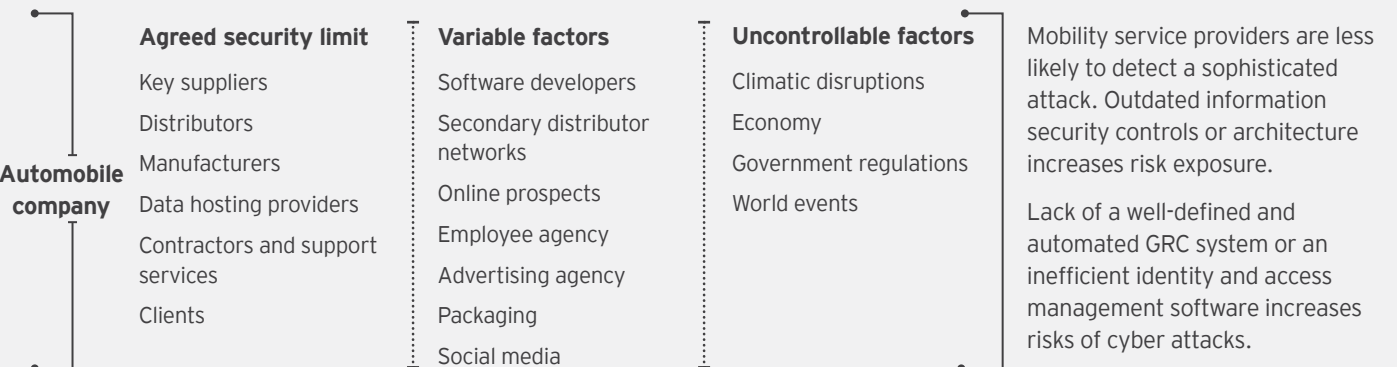 Automobile
company
Agreed security limit
Key suppliers
Distributors
Manufacturers
Data hosting providers
Contractors and support
services
Clients
Variable factors
Software developers
Secondary distributor
networks
Online prospects
Employee agency
Advertising agency
Packaging
Social media
Uncontrollable factors
Climatic disruptions
Economy
Government regulations
World events
Mobility service providers are less
likely to detect a sophisticated
attack. Outdated information
security controls or architecture
increases risk exposure.
Lack of a well-defined and
automated GRC system or an
inefficient identity and access
management software increases
risks of cyber attacks.